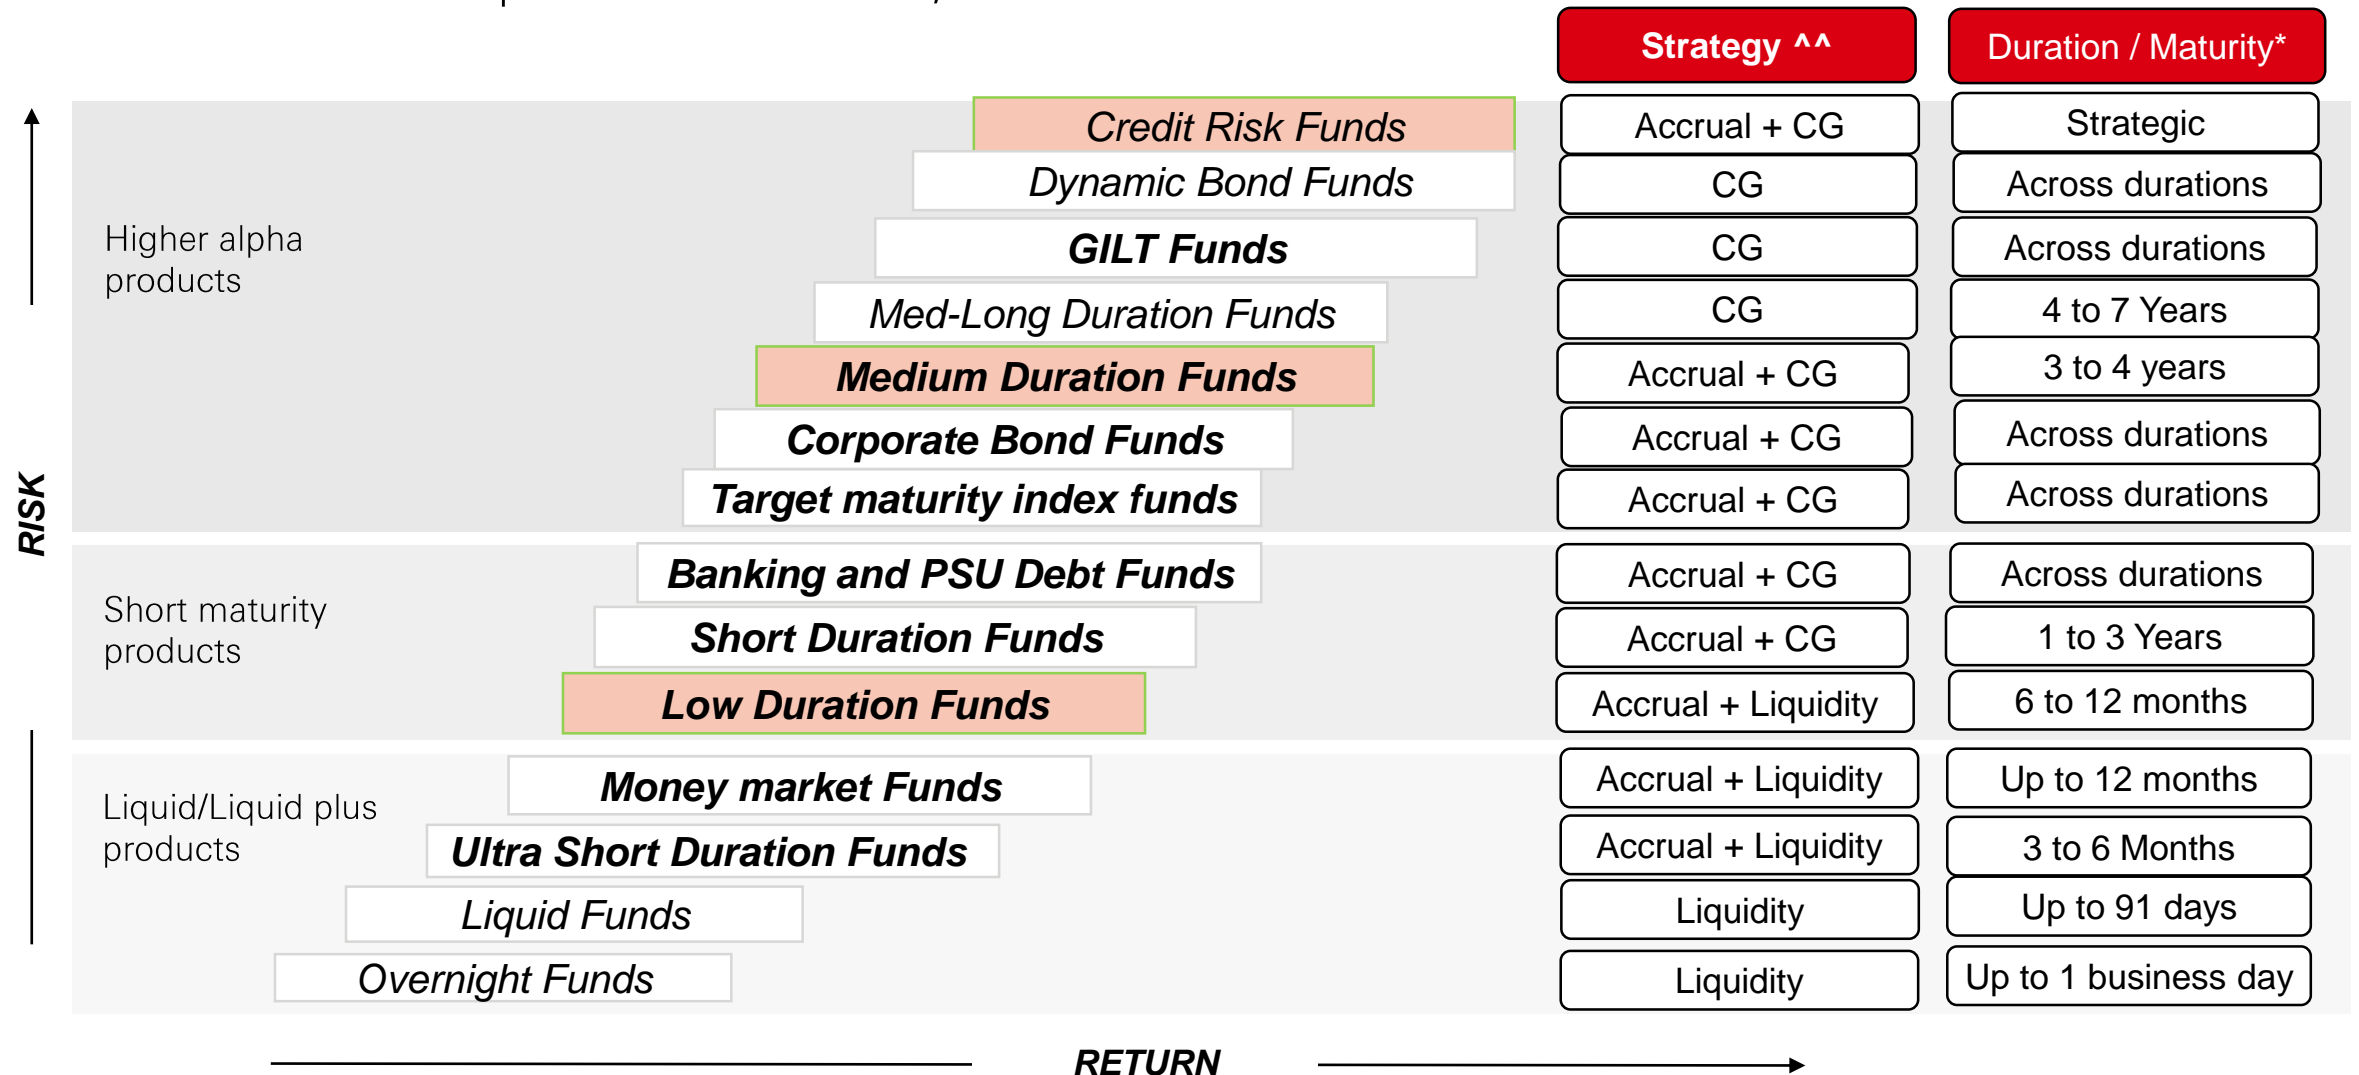 Strategy ^^ Duration / Maturity*
Credit Risk Funds Accrual + CG Strategic
Dynamic Bond Funds CG Across durations
Higher alpha
products
GILT Funds CG Across durations
Med-Long Duration Funds CG 4 to 7 Years
Medium Duration Funds Accrual + CG 3 to 4 years
Corporate Bond Funds Accrual + CG Across durations
Target maturity index funds Accrual + CG Across durations
RISK
Banking and PSU Debt Funds Accrual + CG Across durations
Short maturity
products
Short Duration Funds Accrual + CG 1 to 3 Years
Low Duration Funds Accrual + Liquidity 6 to 12 months
Money market Funds Accrual + Liquidity Up to 12 months
Liquid/Liquid plus
products
Ultra Short Duration Funds Accrual + Liquidity 3 to 6 Months
Liquid Funds Liquidity Up to 91 days
Overnight Funds Liquidity Up to 1 business day
RETURN